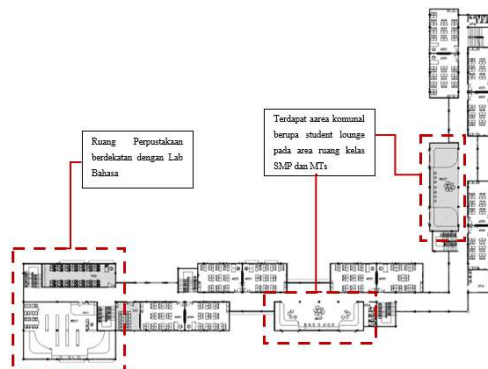 Ruang Perpustakaan
berdekatan dengan Lab
Bahasa
Terdapat aarea komunal
berupa student lounge
pada area ruang kelas
SMP dan MTs